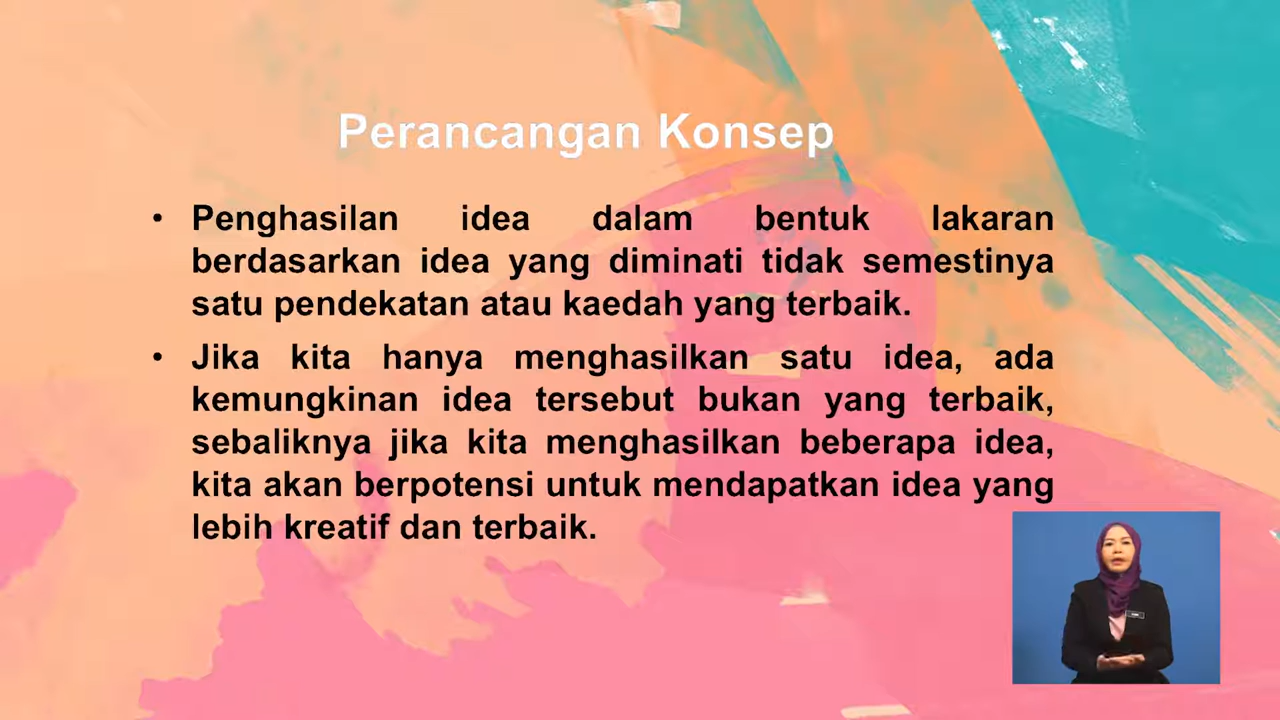 Perancangan Konsep
• Penghasilan idea dalam bentuk lakaran
berdasarkan idea yang diminati tidak semestinya
satu pendekatan atau kaedah yang terbaik.
• Jika kita hanya menghasilkan satu idea, ada
kemungkinan idea tersebut bukan yang terbaik,
sebaliknya jika kita menghasilkan beberapa idea,
kita akan berpotensi untuk mendapatkan idea yang
lebih kreatif dan terbaik.